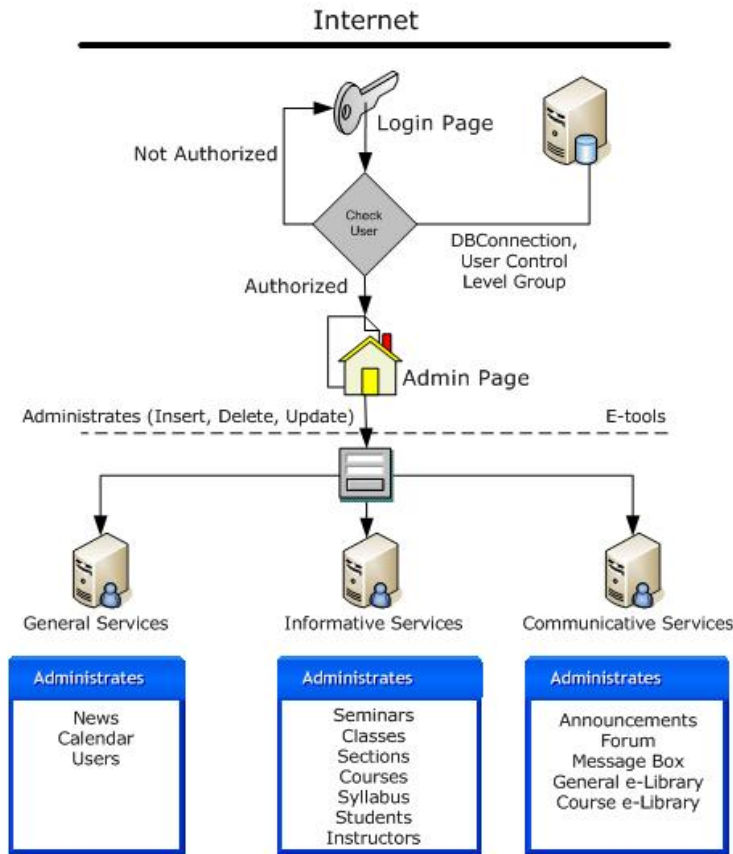 Internet
Login Page
Not Authorized
Check
User
DBConnection,
User Control
Level Group
Authorized
Admin Page
Administrates (Insert, Delete, Update)
E-tools
General Services
Informative Services
Communicative Services
Administrates
News
Calendar
Users
Administrates
Seminars
Classes
Sections
Courses
Syllabus
Students
Instructors
Administrates
Announcements
Forum
Message Box
General e-Library
Course e-Library